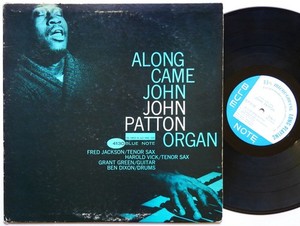 ALONG
CAME
JOHN
JOHN
PATTON
ORGAN
4130 BLUE NOTE
FRED JACKSON/TENOR SAX
HAROLD VICK/TENOR SAX
GRANT GREEN/GUITAR
BEN DIXON/DRUMS
NOTE